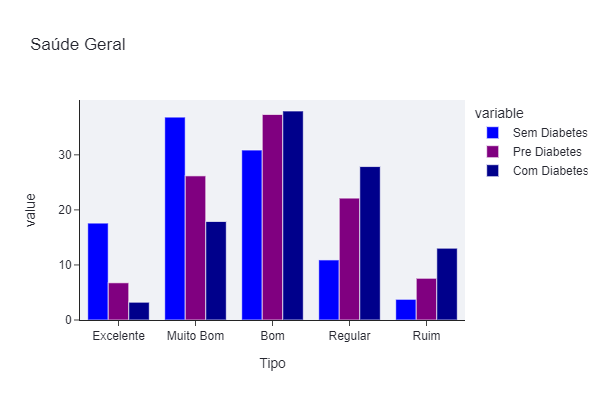 Saúde Geral
variable
Sem Diabetes
Pre Diabetes
Com Diabetes
value
30
20
10
0
Excelente Muito Bom Bom Regular Ruim
Tipo